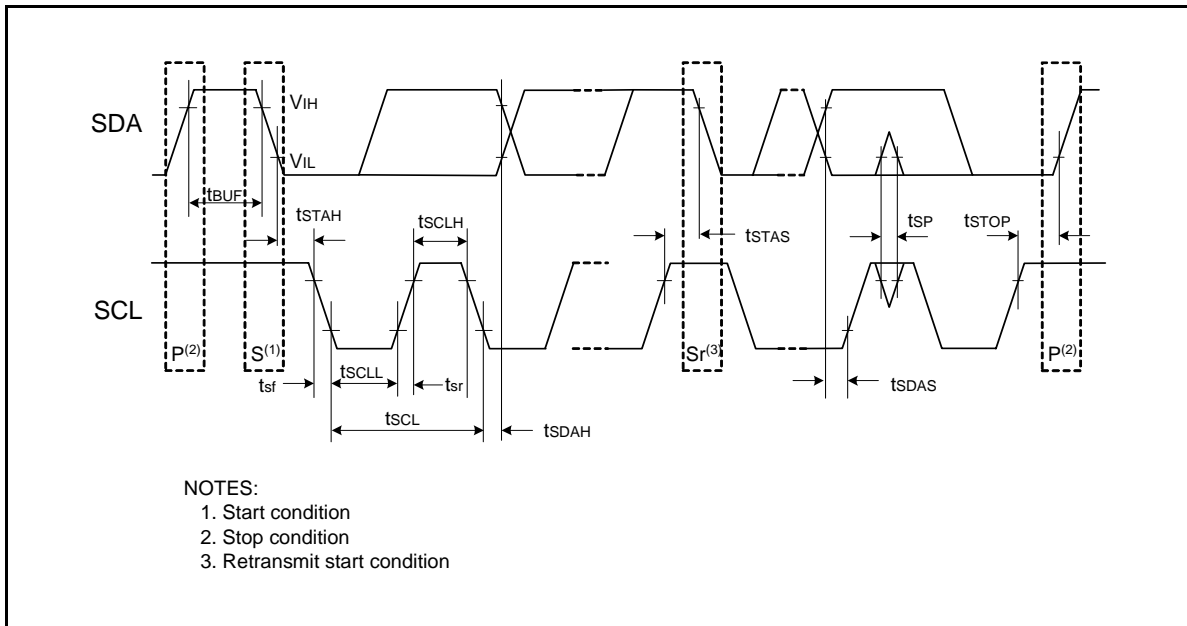 VIH
SDA
VIL
tBUF
tSTAH
tSCLH
tSTAS
tSP
tSTOP
SCL
P(2)
S(1)
Sr(3)
P(2)
tsf
tSCLL
tsr
tSDAS
tSCL
tSDAH
NOTES:
1. Start condition
2. Stop condition
3. Retransmit start condition